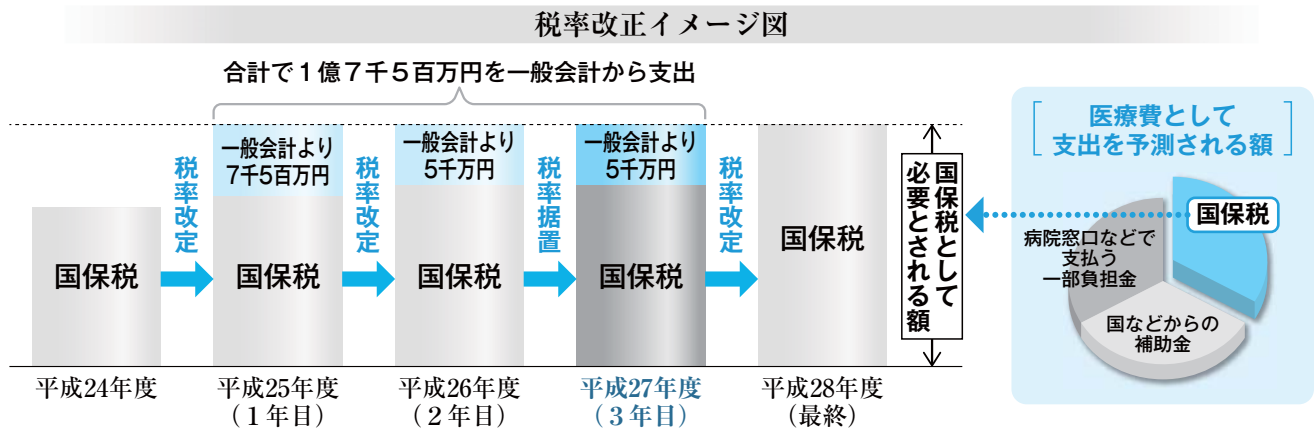 税率改正イメージ図
合計で１億７千５百万円を一般会計から支出
一般会計より
7千5百万円
一般会計より
5千万円
一般会計より
5千万円
税率改定
税率改定
税率据置
税率改定
国保税
国保税
国保税
国保税
国保税
国保税として
必要とされる額
平成24年度
平成25年度
（１年目）
平成26年度
（２年目）
平成27年度
（３年目）
平成28年度
（最終）
医療費として
支出を予測される額
国保税
病院窓口などで
支払う
一部負担金
国などからの
補助金